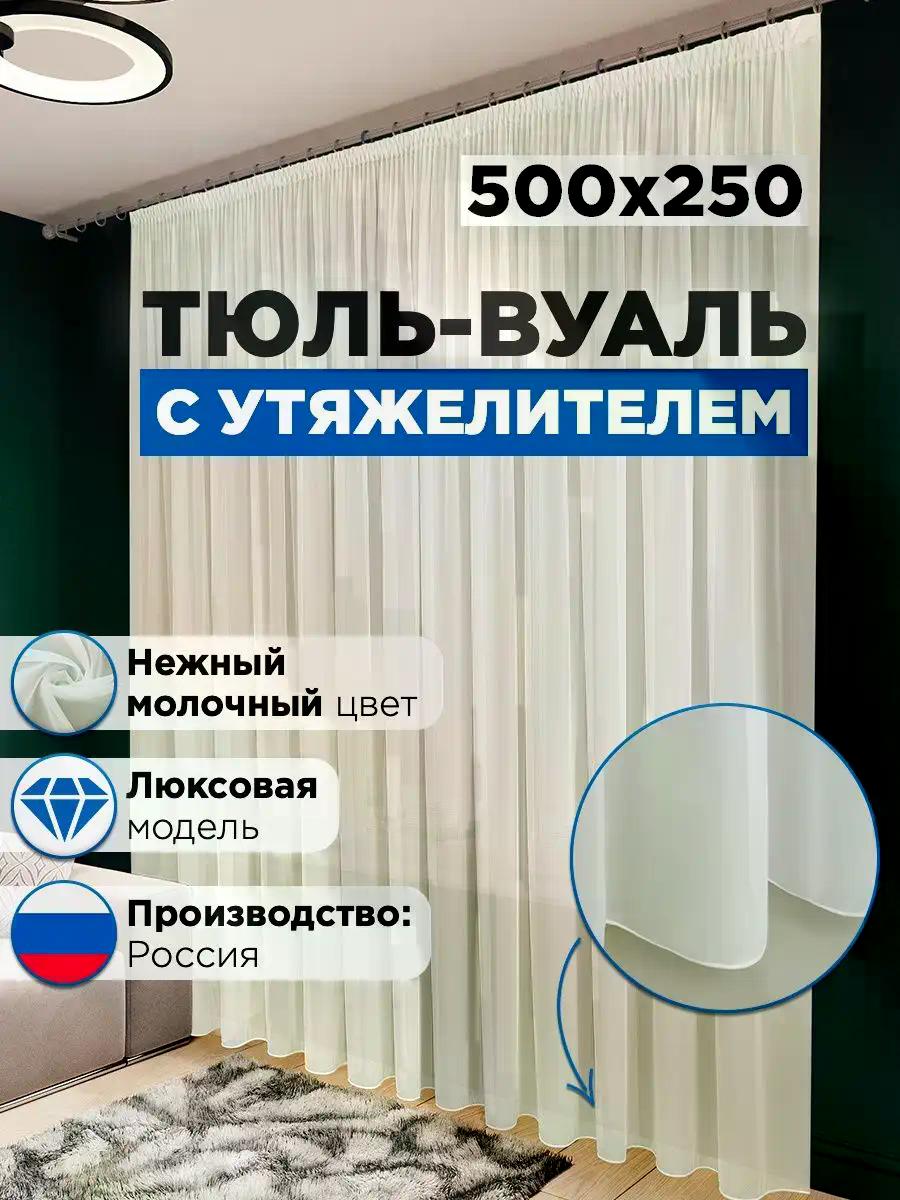 500x250
ТЮЛЬ-ВУАЛЬ
С УТЯЖЕЛИТЕЛЕМ
Нежный
молочный цвет
Люксовая
модель
Производство:
Россия